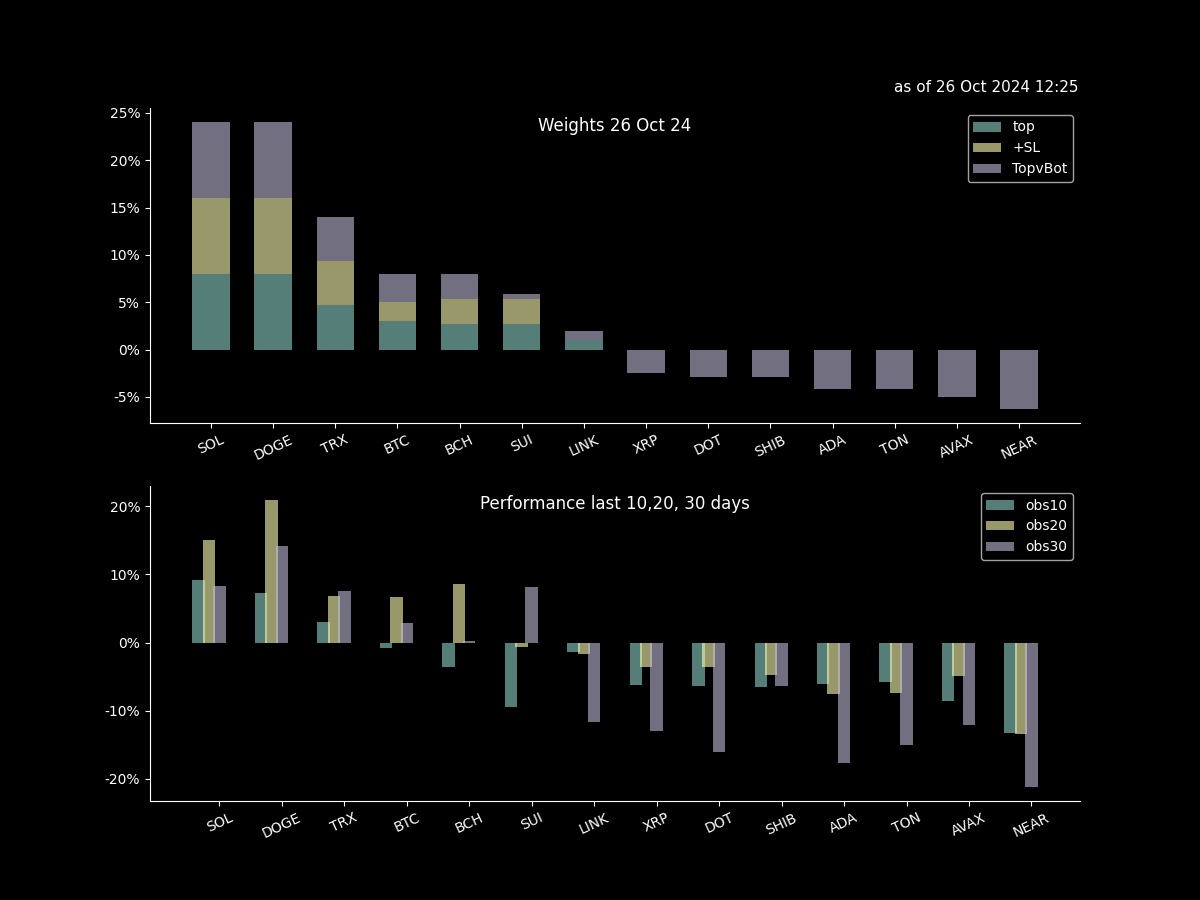 as of 26 Oct 2024 12:25
Weights 26 Oct 24
top
+SL
TopvBot
25%
20%
15%
10%
5%
0%
-5%
SOL DOGE TRX BTC BCH SUI LINK XRP DOT SHIB ADA TON AVAX NEAR
Performance last 10,20, 30 days
obs10
obs20
obs30
20%
10%
0%
-10%
-20%
SOL DOGE TRX BTC BCH SUI LINK XRP DOT SHIB ADA TON AVAX NEAR